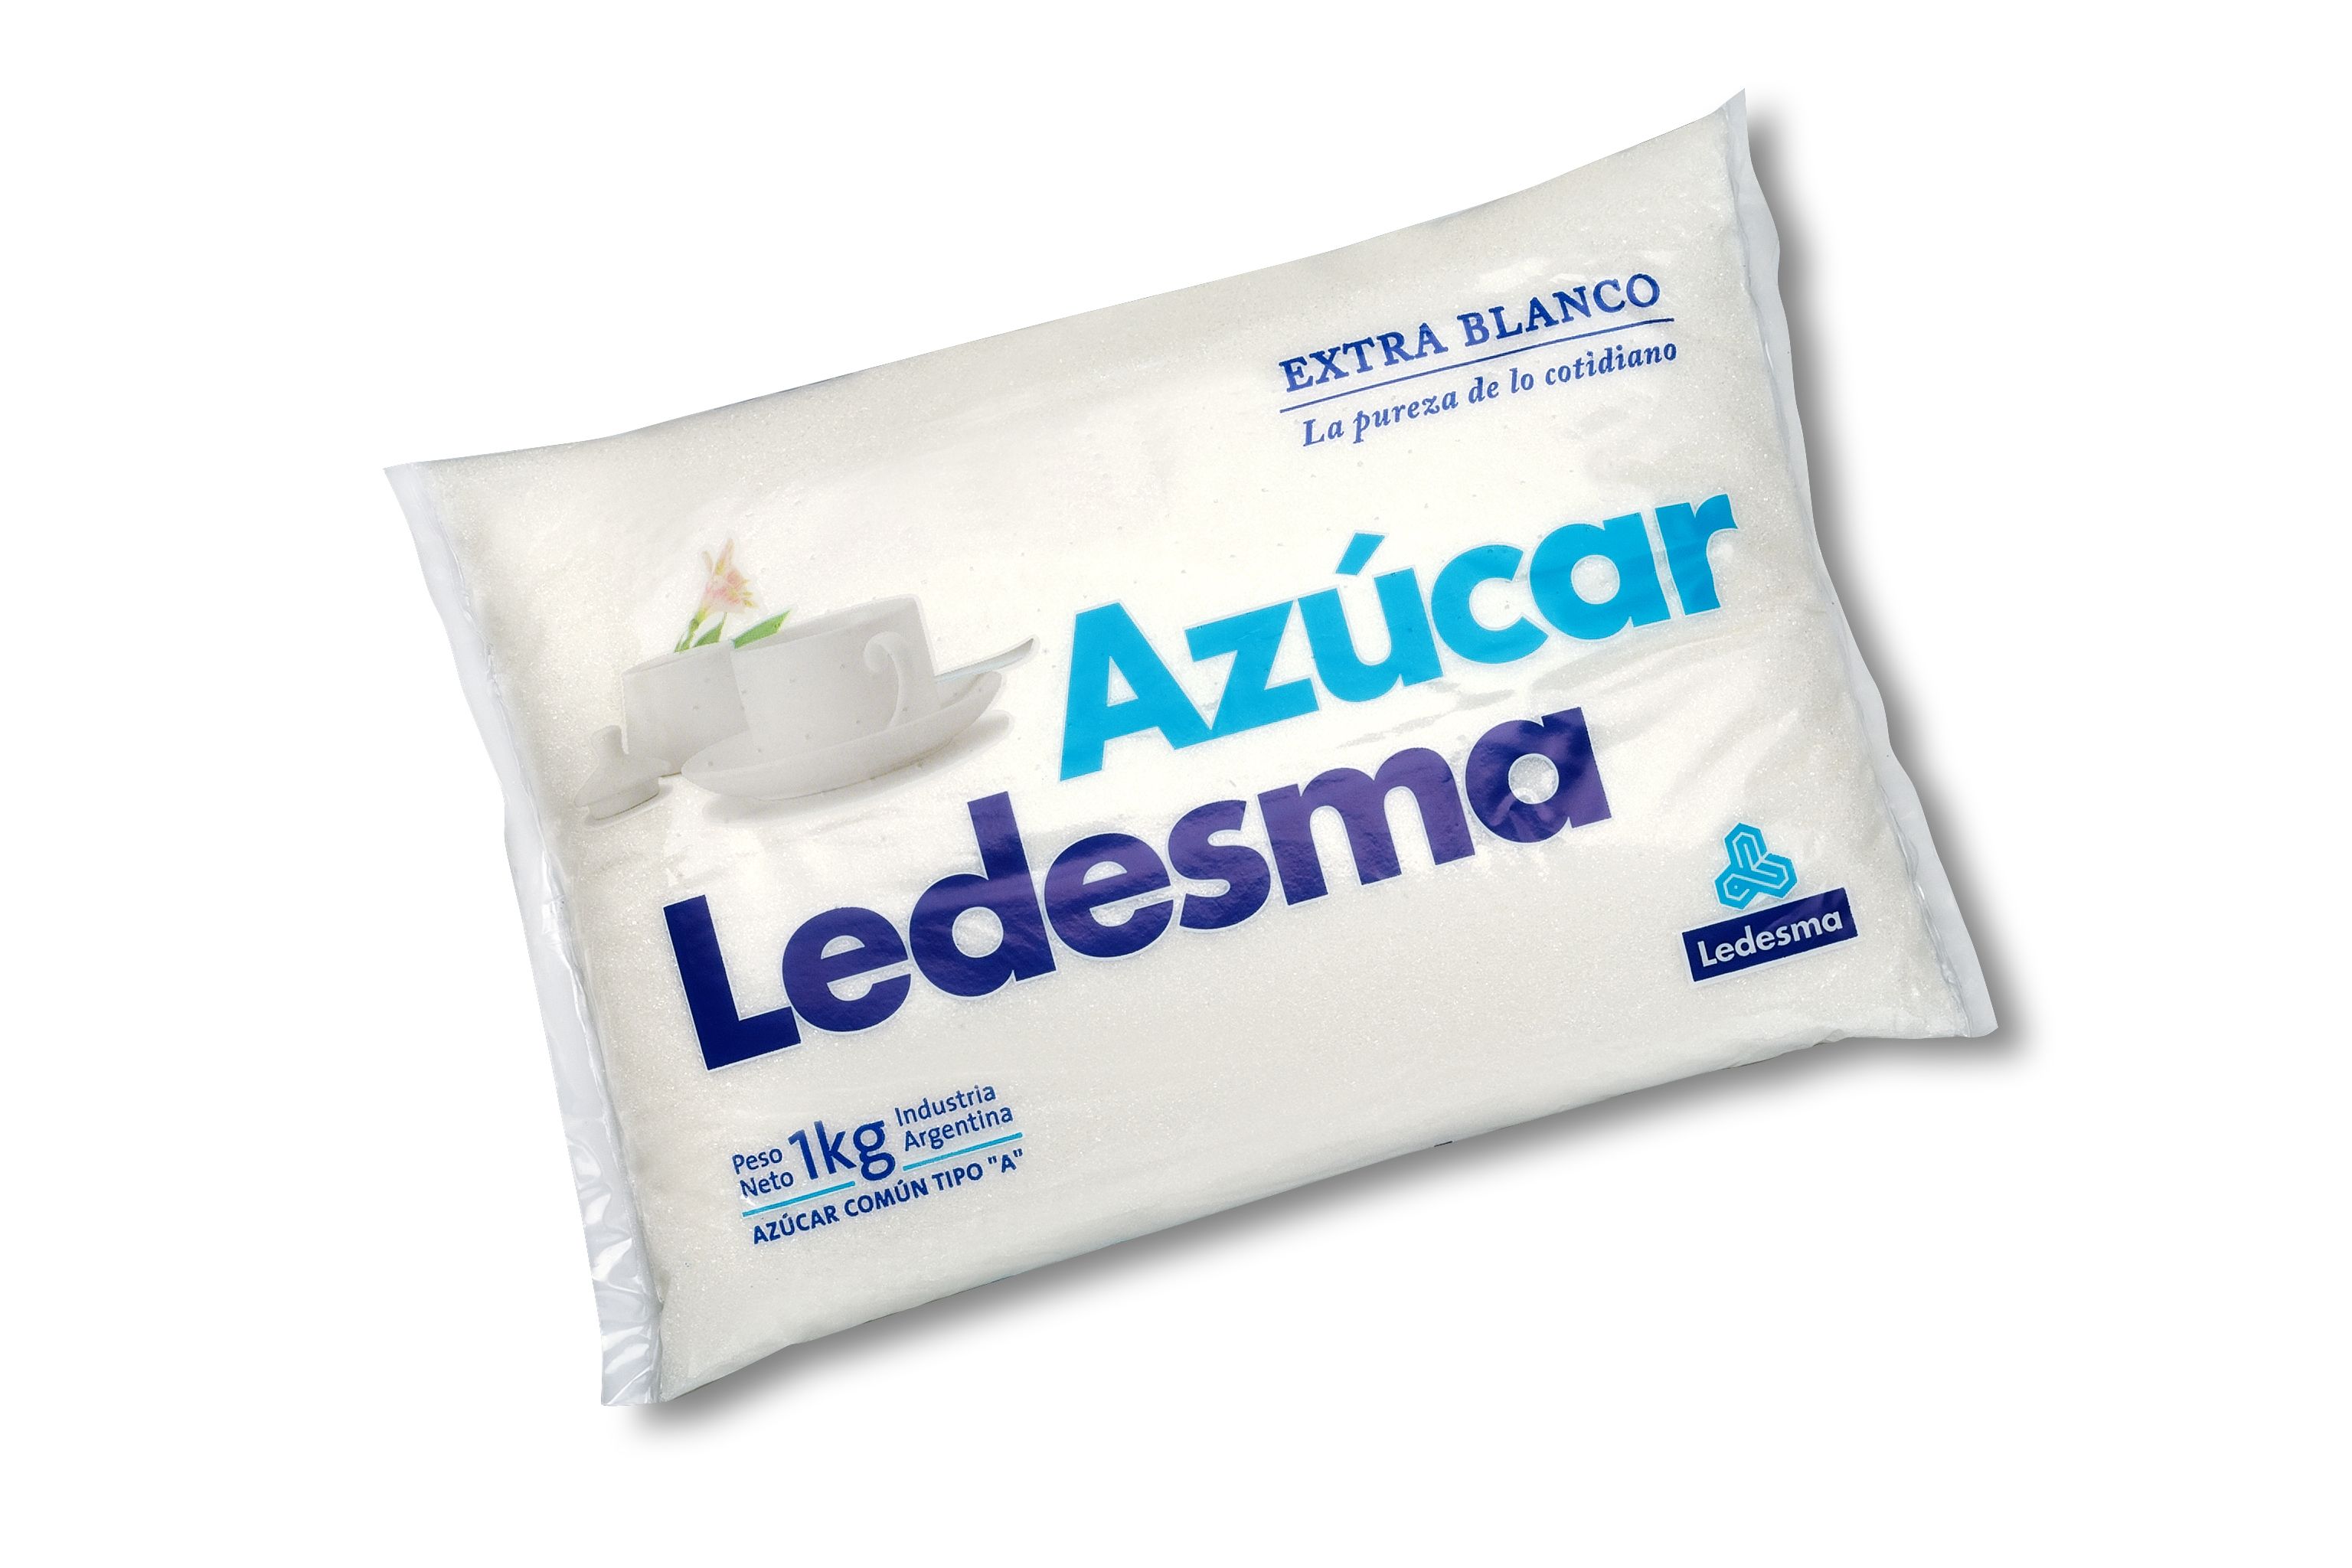 EXTRA BLANCO
La pureza de lo cotidiano
Azúcar
Ledesma
Ledesma
Peso
Neto
1kg
Industria
Argentina
AZÚCAR COMÚN TIPO "A"